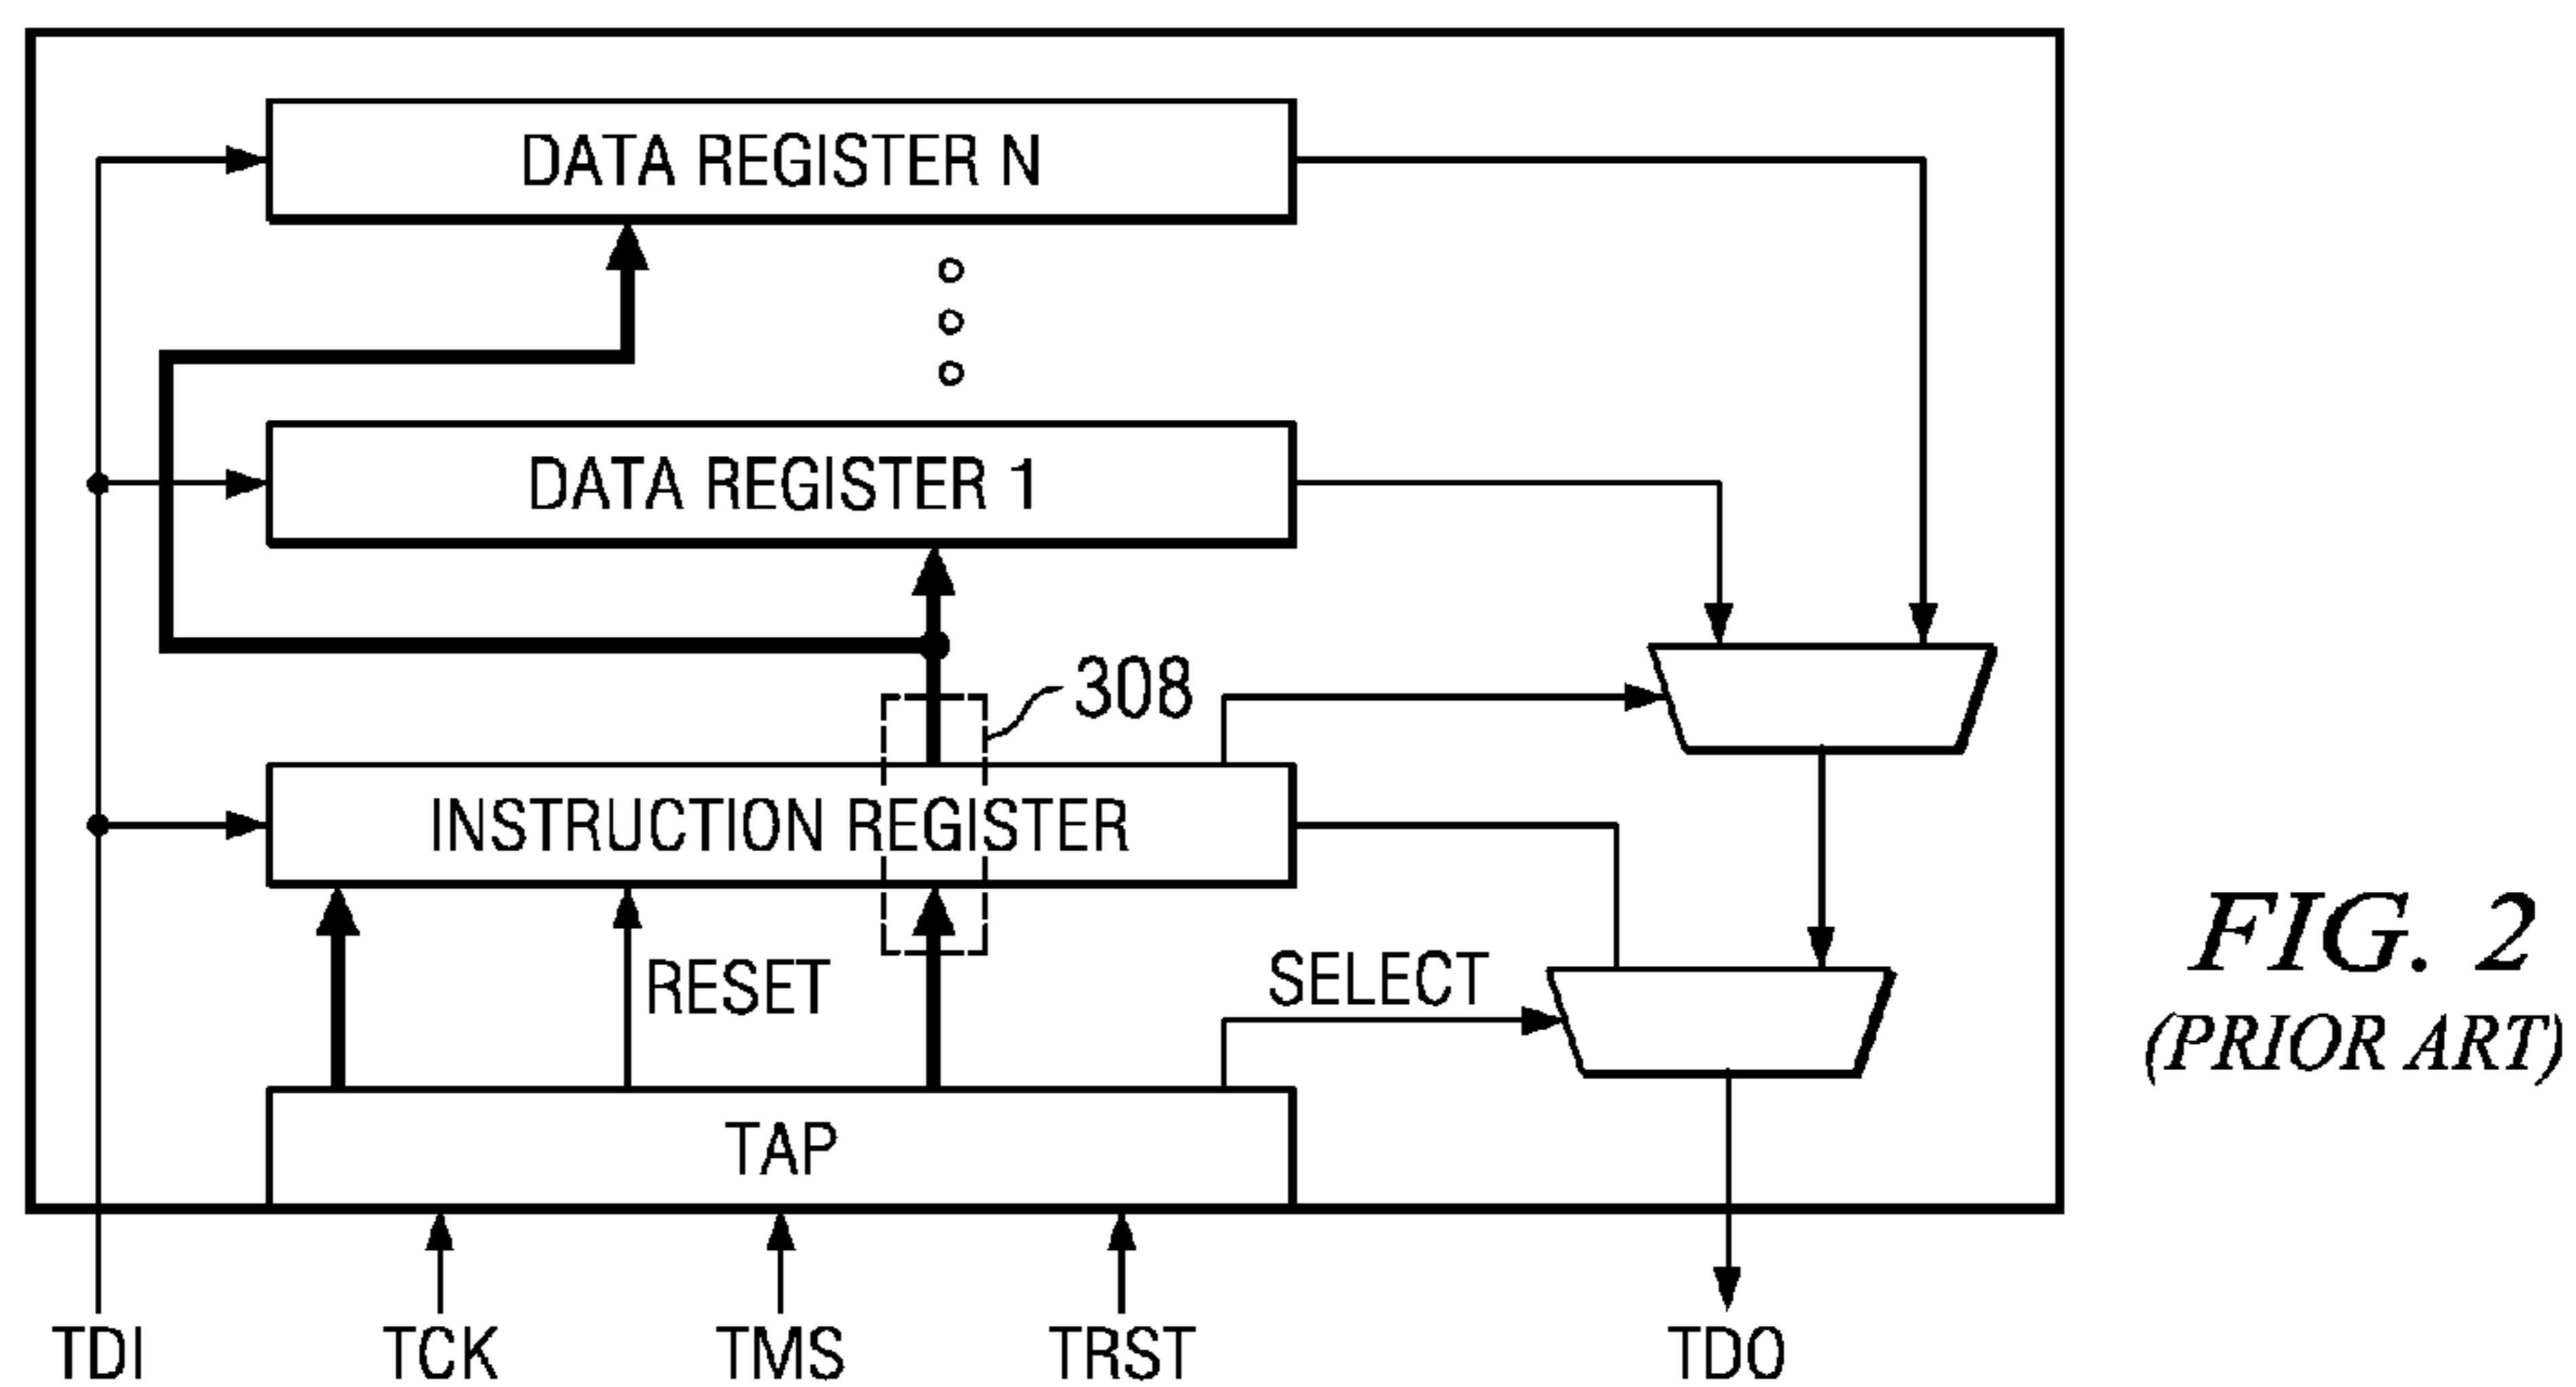 DATA REGISTER N
DATA REGISTER 1
308
INSTRUCTION REGISTER
RESET
SELECT
TAP
TDI
TCK
TMS
TRST
TDO
FIG. 2
(PRIOR ART)